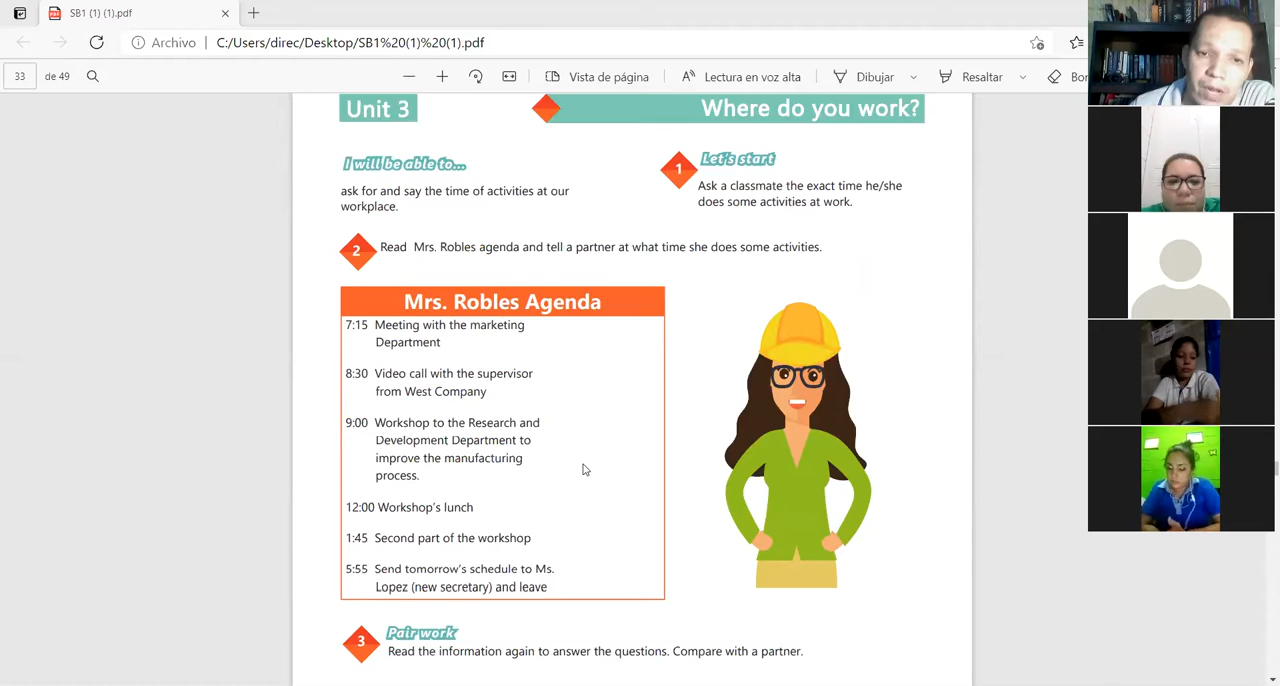 SB1 (1) (1).pdf
Archivo
C:/Users/direc/Desktop/SB1%20(1)%20(1).pdf
33
de 49
Vista de página
Lectura en voz alta
Dibujar
Resaltar
Unit 3
Where do you work?
I will be able to...
ask for and say the time of activities at our
workplace.
1
Let's start
Ask a classmate the exact time he/she
does some activities at work.
2
Read Mrs. Robles agenda and tell a partner at what time she does some activities.
Mrs. Robles Agenda
7:15 Meeting with the marketing
Department
8:30 Video call with the supervisor
from West Company
9:00 Workshop to the Research and
Development Department to
improve the manufacturing
process.
12:00 Workshop's lunch
1:45 Second part of the workshop
5:55 Send tomorrow's schedule to Ms.
Lopez (new secretary) and leave
3
Pair work
Read the information again to answer the questions. Compare with a partner.